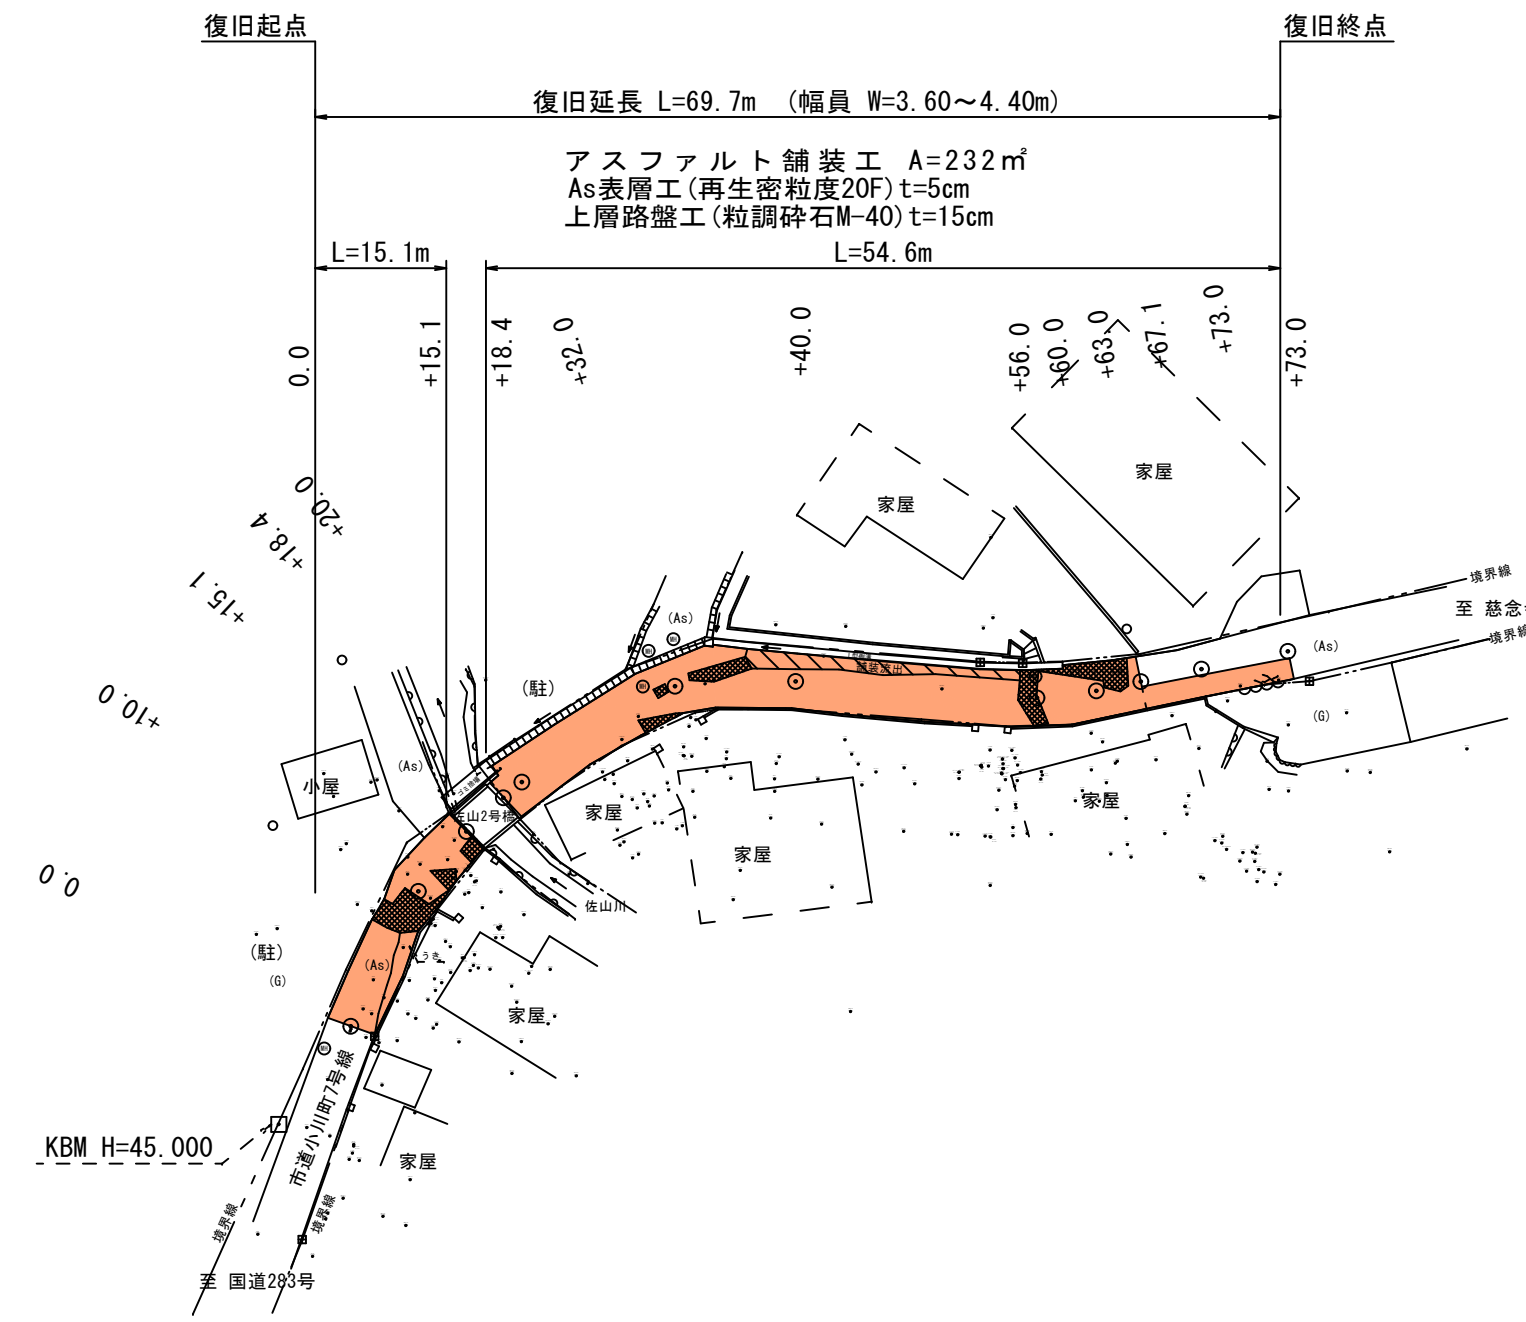 復旧起点
復旧終点
復旧延長 L=69.7m （幅員 W=3.60～4.40m）
アスファルト舗装工 A=232㎡
As表層工(再生密粒度20F)t=5cm
上層路盤工(粒調砕石M-40)t=15cm
L=15.1m
L=54.6m
0.0
+15.1
+18.4
+32.0
+40.0
+56.0
+60.0
+63.0
+67.1
+73.0
+73.0
+20.0
+18.4
+15.1
+10.0
0.0
家屋
家屋
境界線
至 慈念
境界線
(As)
(As)
舗装流出
(駐)
(G)
(As)
小屋
佐山2号橋
家屋
家屋
家屋
佐山川
(駐)
(G)
(As)
うき
家屋
市道小川町7号線
KBM H=45.000
家屋
境界線
境界線
至 国道283号